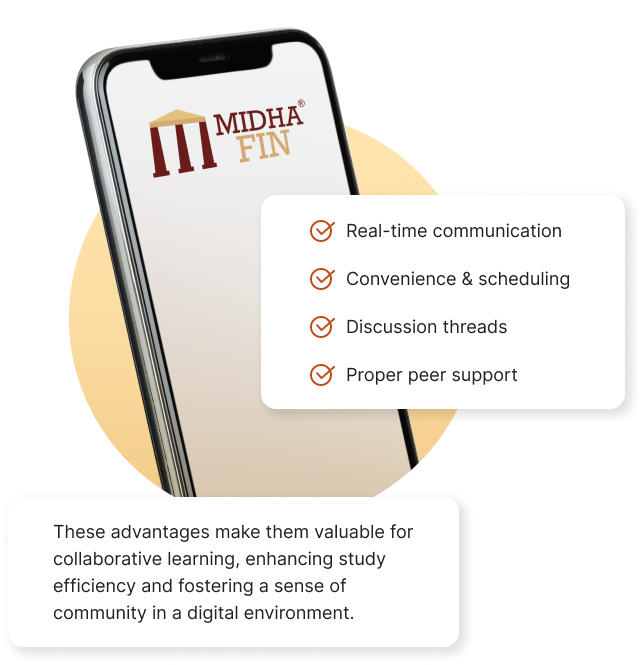 MIDHA®
FIN
Real-time communication
Convenience & scheduling
Discussion threads
Proper peer support
These advantages make them valuable for
collaborative learning, enhancing study
efficiency and fostering a sense of
community in a digital environment.